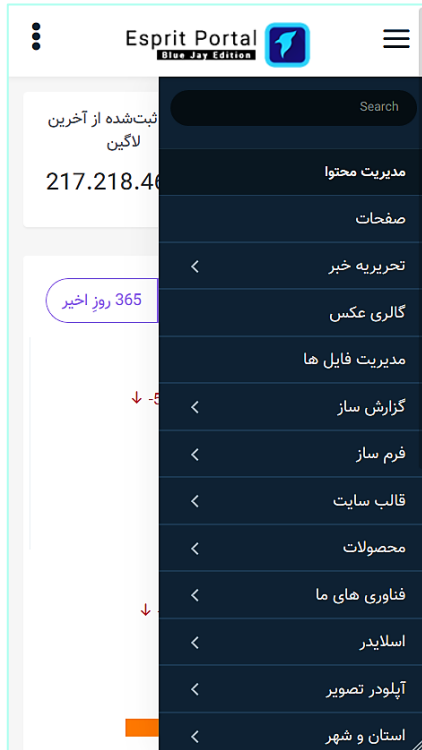 Esprit Portal
Blue Jay Edition
Search
مدیریت محتوا
صفحات
تحریریه خبر
گالری عکس
مدیریت فایل ها
گزارش ساز
فرم ساز
قالب سایت
محصولات
فناوری های ما
اسلایدر
آپلودر تصویر
استان و شهر
ثبت‌شده از آخرین
لاگین
217.218.46
365 روزِ اخیر